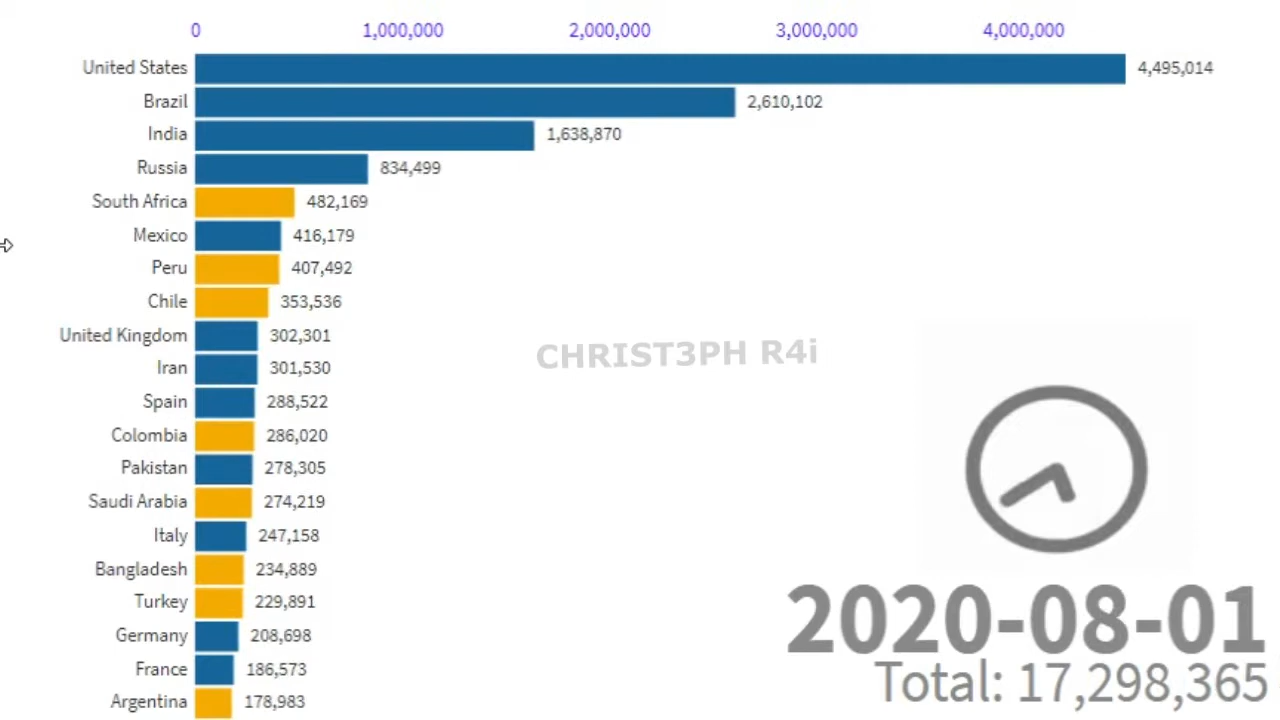 0 1,000,000 2,000,000 3,000,000 4,000,000
United States 4,495,014
Brazil 2,610,102
India 1,638,870
Russia 834,499
South Africa 482,169
Mexico 416,179
Peru 407,492
Chile 353,536
United Kingdom 302,301
CHRIST3PH R4i
Iran 301,530
Spain 288,522
Colombia 286,020
Pakistan 278,305
Saudi Arabia 274,219
Italy 247,158
Bangladesh 234,889
Turkey 229,891
Germany 208,698
France 186,573
Argentina 178,983
2020-08-01
Total: 17,298,365